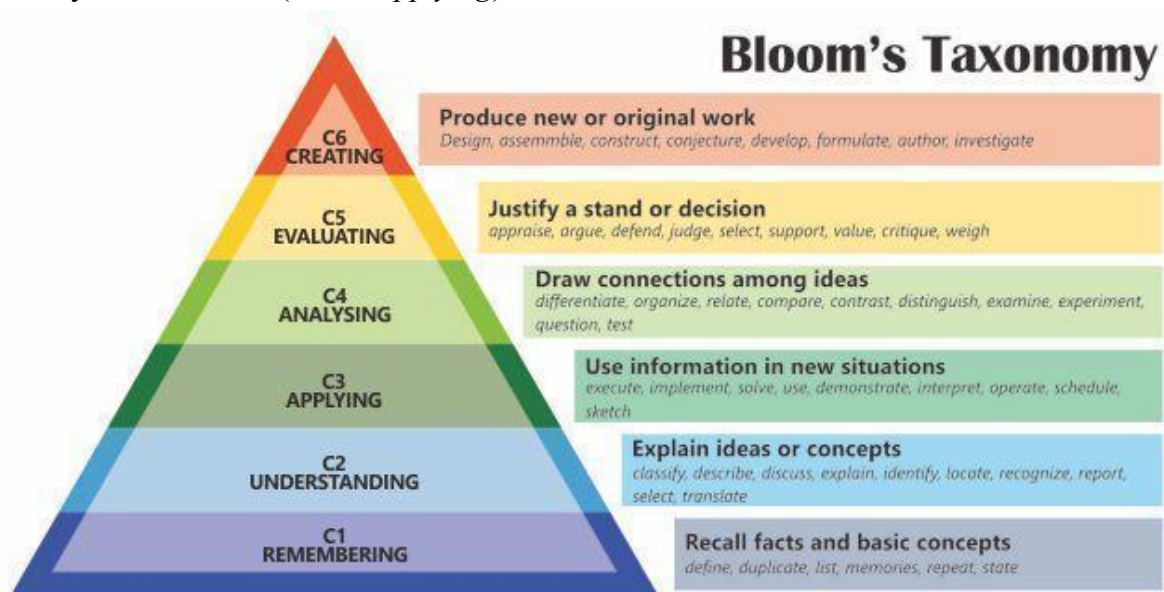 Bloom's Taxonomy
C6
CREATING
Produce new or original work
Design, assemmble, construct, conjecture, develop, formulate, author, investigate
C5
EVALUATING
Justify a stand or decision
appraise, argue, defend, judge, select, support, value, critique, weigh
C4
ANALYSING
Draw connections among ideas
differentiate, organize, relate, compare, contrast, distinguish, examine, experiment,
question, test
C3
APPLYING
Use information in new situations
execute, implement, solve, use, demonstrate, interpret, operate, schedule,
sketch
C2
UNDERSTANDING
Explain ideas or concepts
classify, describe, discuss, explain, identify, locate, recognize, report,
select, translate
C1
REMEMBERING
Recall facts and basic concepts
define, duplicate, list, memories, repeat, state